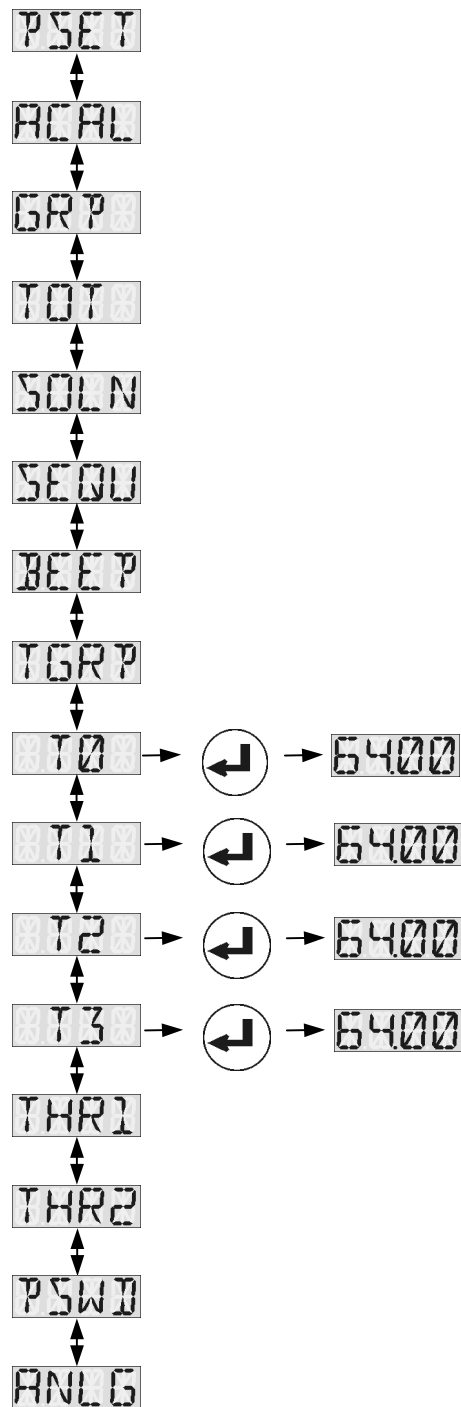 PSET
ACAL
GRP
TOT
SOLN
SEQU
BEEP
TGRP
T0 64.00
T1 64.00
T2 64.00
T3 64.00
THR1
THR2
PSWD
ANLG